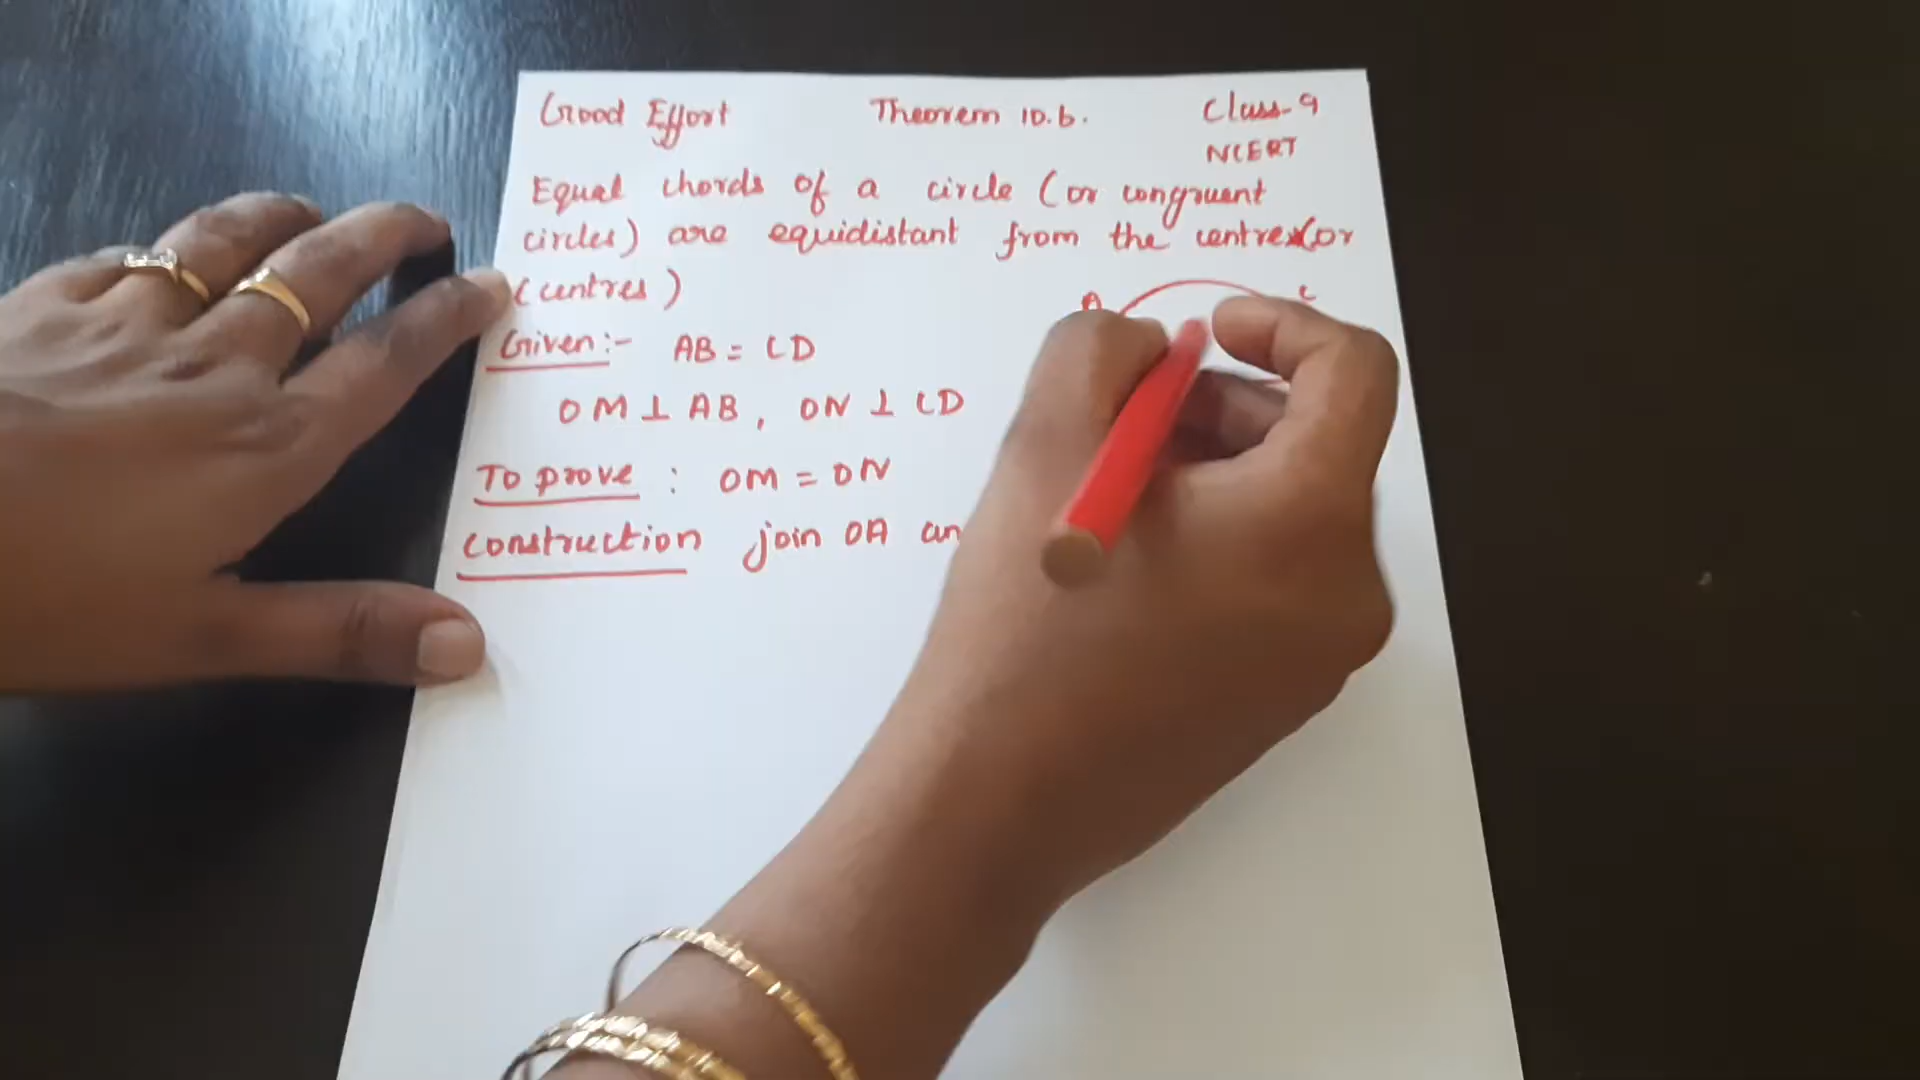 Good Effort Theorem 10.6. Class-9
NCERT
Equal chords of a circle (or congruent
circles) are equidistant from the centre (or
(centres)
A C
Given:- AB = CD
OM ⊥ AB, ON ⊥ CD
To prove : OM = ON
Construction join OA